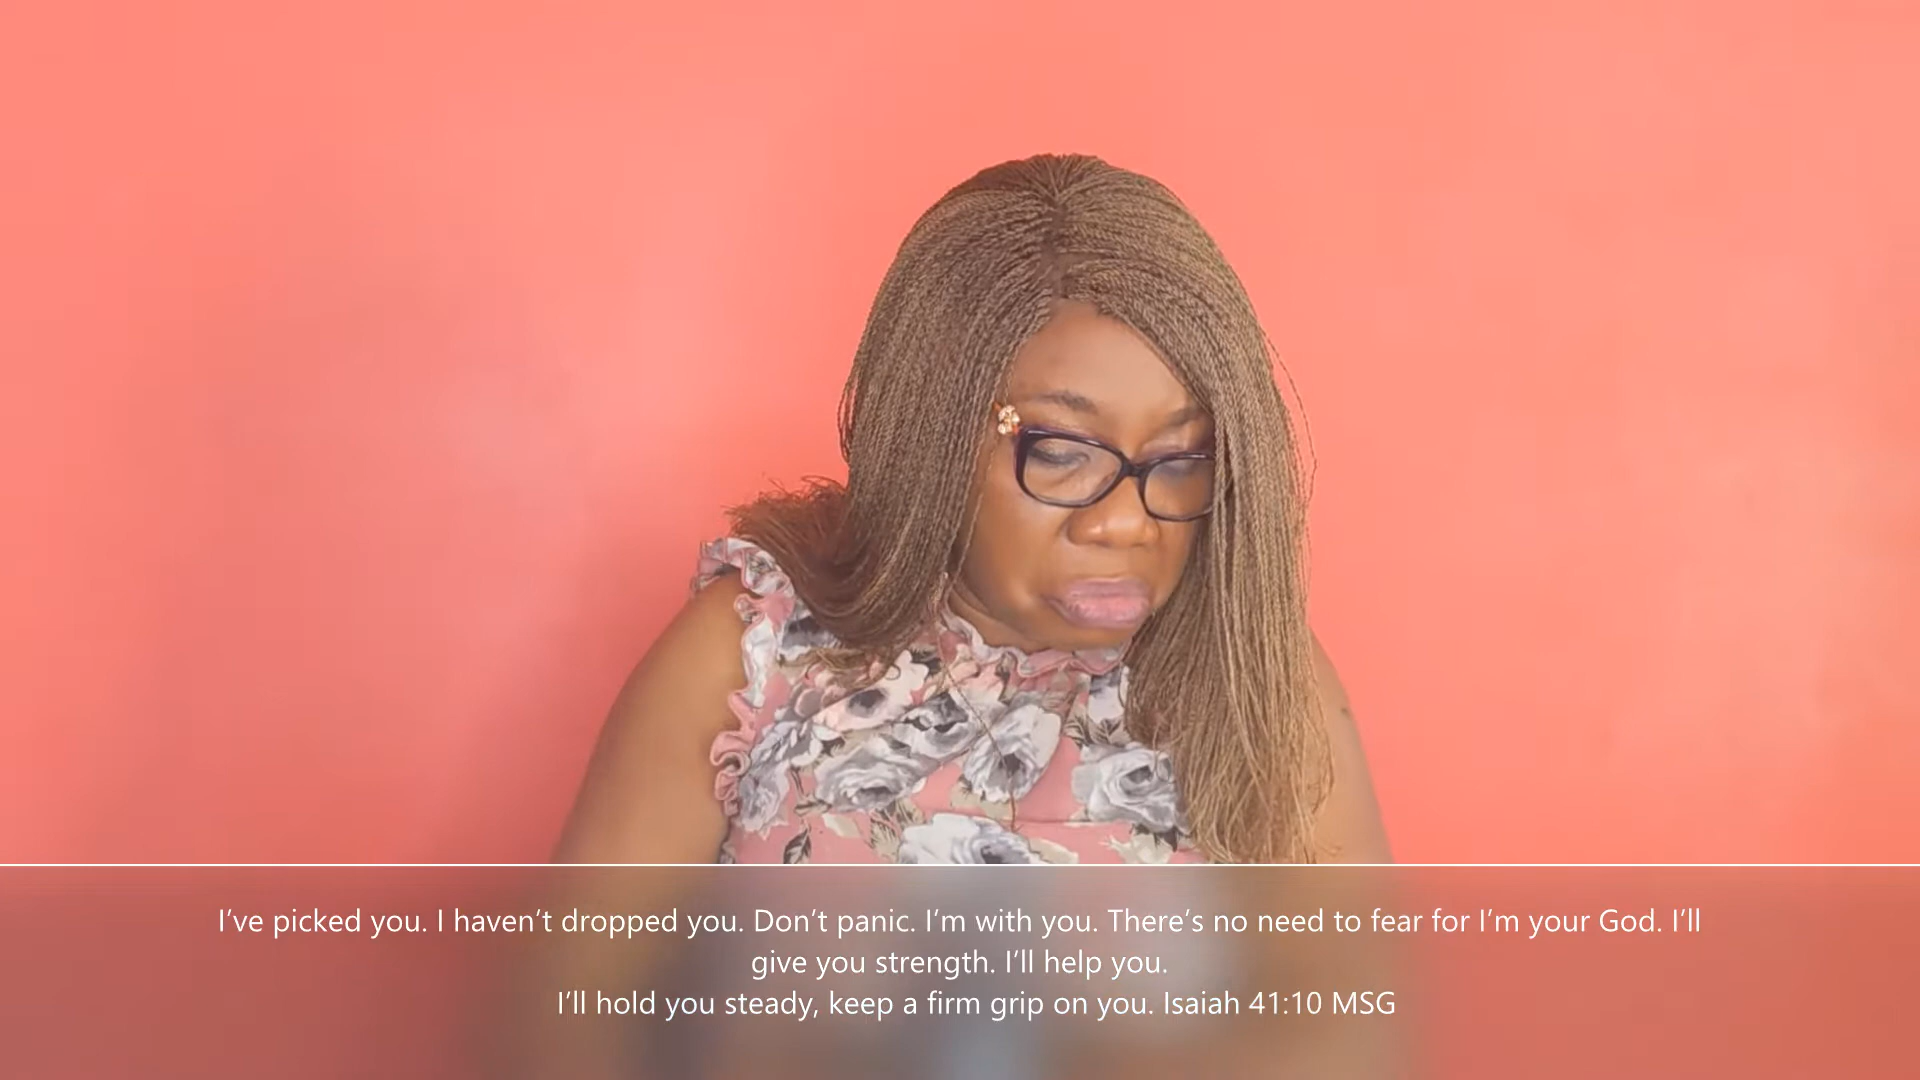 I’ve picked you. I haven’t dropped you. Don’t panic. I’m with you. There’s no need to fear for I’m your God. I’ll
give you strength. I’ll help you.
I’ll hold you steady, keep a firm grip on you. Isaiah 41:10 MSG